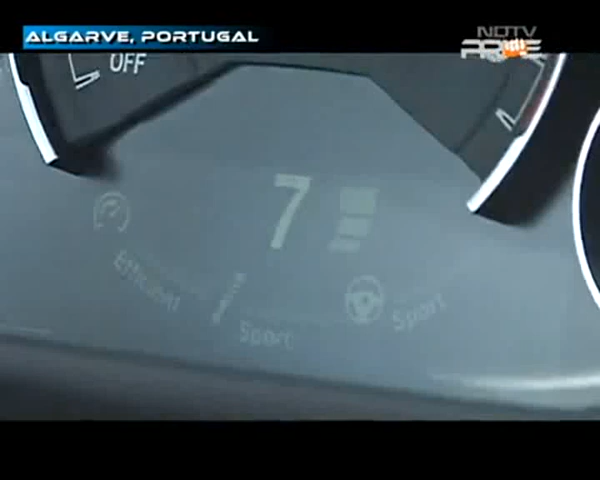 ALGARVE, PORTUGAL
NDTV
PRIME
OFF
7
Efficient
Sport
Sport